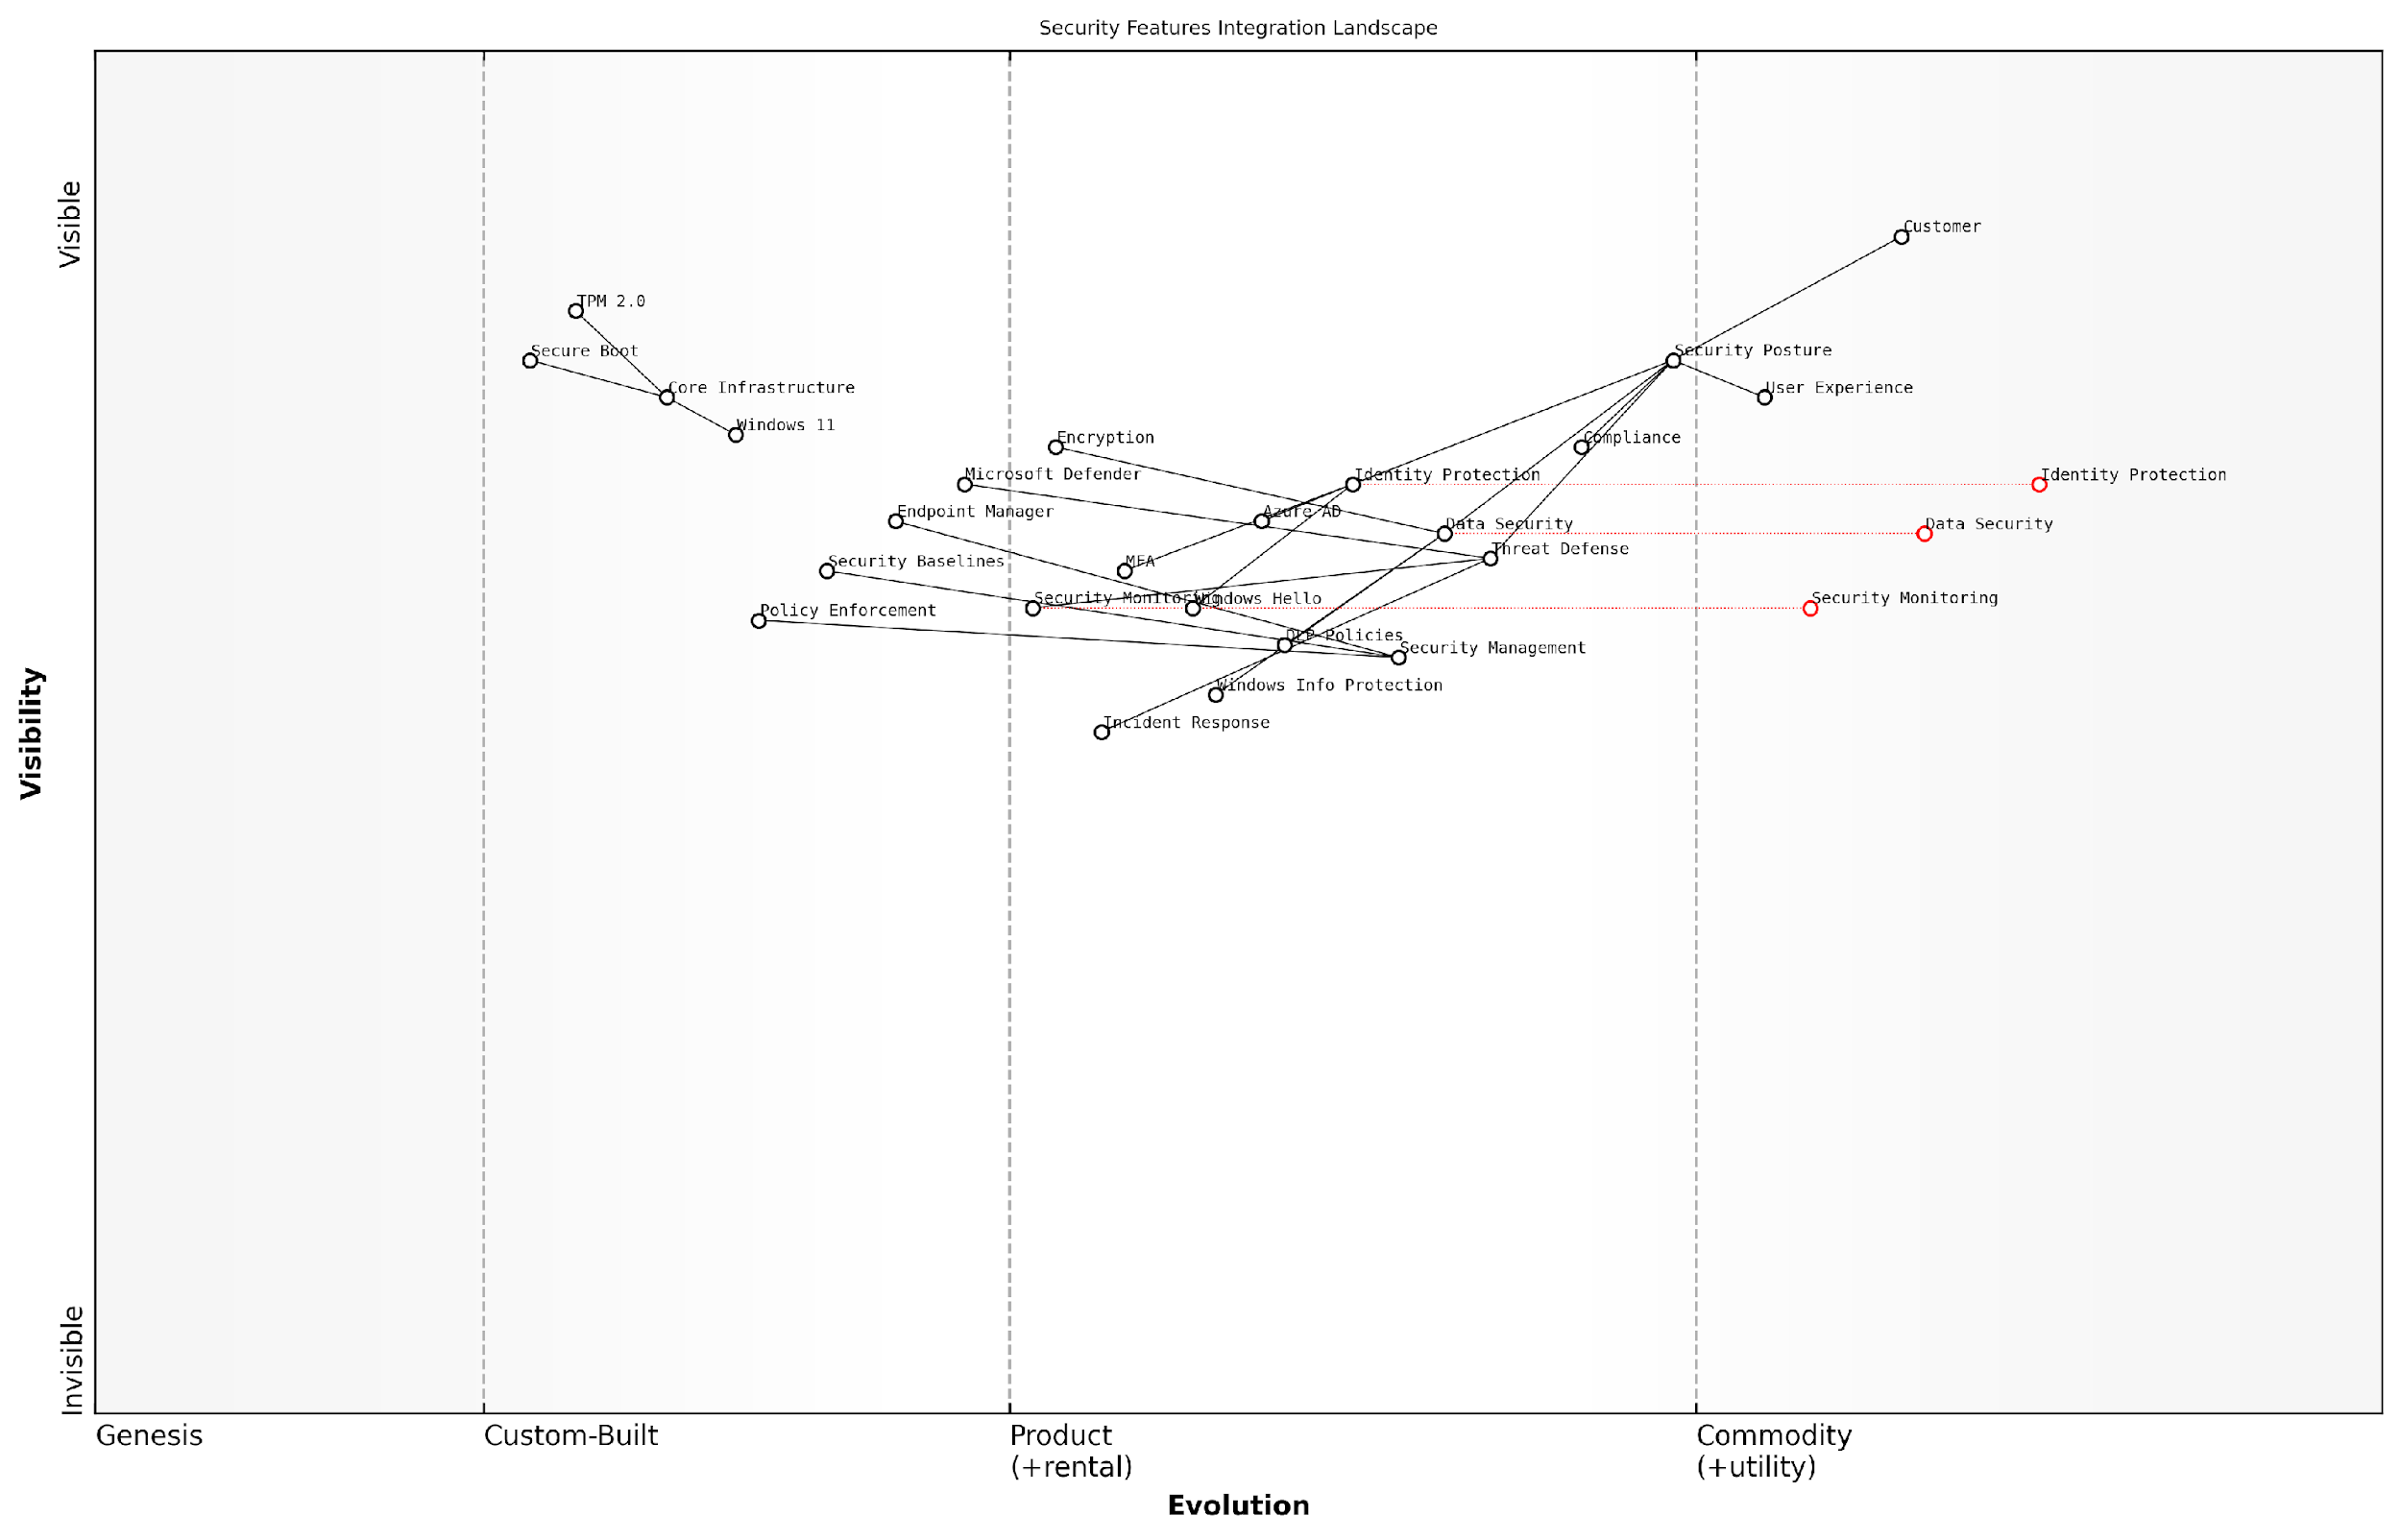 Security Features Integration Landscape
Visible
Customer
TPM 2.0
Secure Boot
Security Posture
Core Infrastructure
User Experience
Windows 11
Encryption
Compliance
Microsoft Defender
Identity Protection
Identity Protection
Endpoint Manager
Azure AD
Data Security
Data Security
Threat Defense
Security Baselines
MFA
Security Monitoring
Windows Hello
Security Monitoring
Policy Enforcement
DLP Policies
Security Management
Windows Info Protection
Incident Response
Visibility
Invisible
Genesis
Custom-Built
Product
(+rental)
Commodity
(+utility)
Evolution